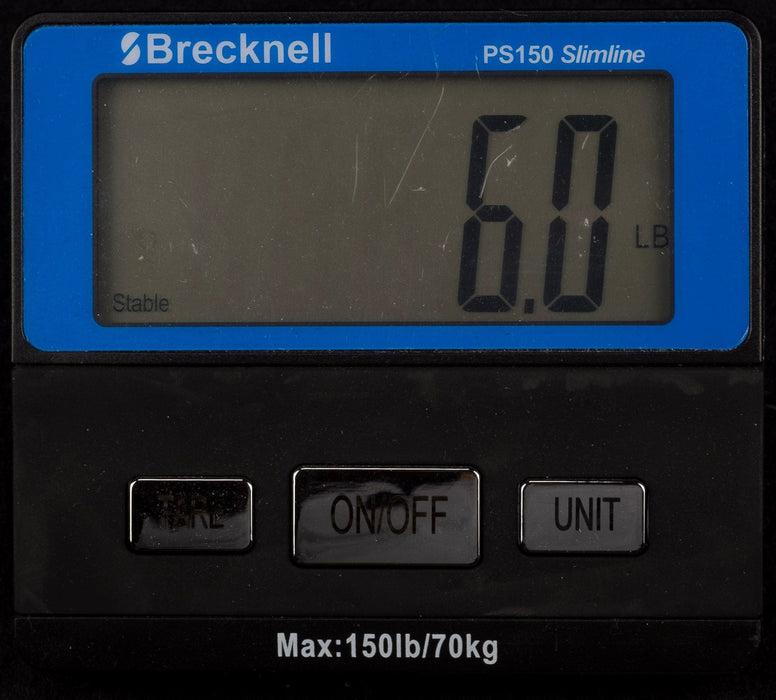 Brecknell
PS150 Slimline
6.0 LB
Stable
ON/OFF
UNIT
Max:150lb/70kg